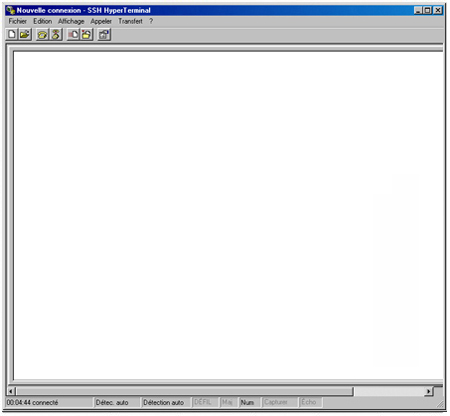 Nouvelle connexion - SSH HyperTerminal
Fichier Edition Affichage Appeler Transfert ?
00:04:44 connecté Détec. auto Détection auto DÉFIL Maj Num Capturer Écho